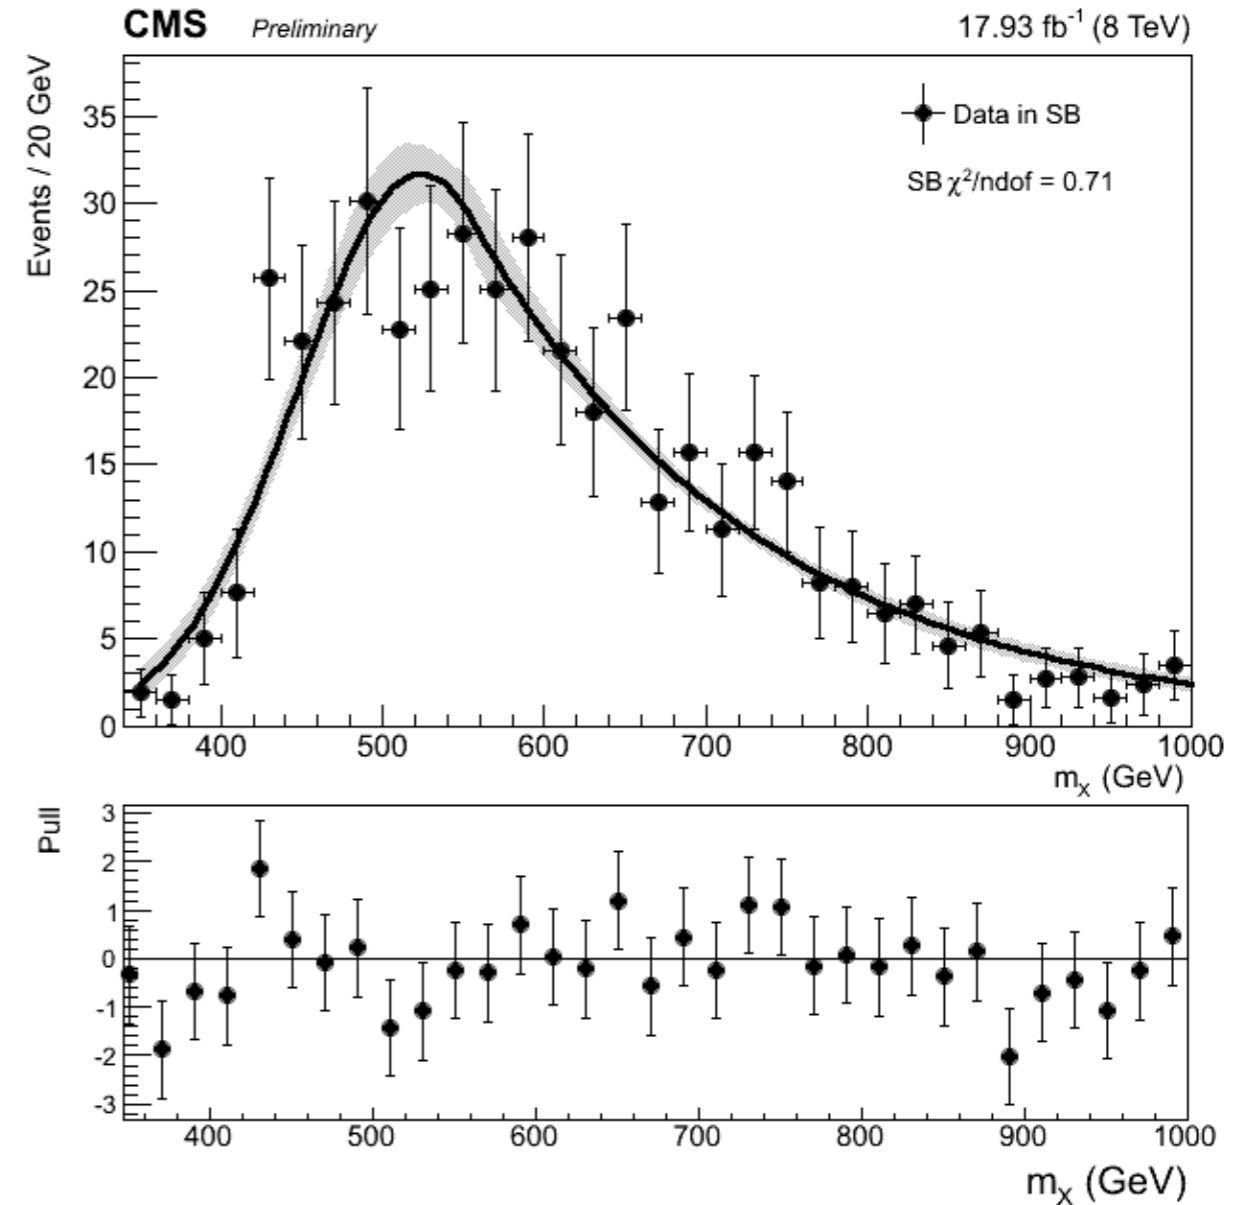 CMS Preliminary 17.93 fb⁻¹ (8 TeV)
Events / 20 GeV
35
30
25
20
15
10
5
0
Data in SB
SB χ²/ndof = 0.71
400 500 600 700 800 900 1000
m_X (GeV)
Pull
3
2
1
0
-1
-2
-3
400 500 600 700 800 900 1000
m_X (GeV)